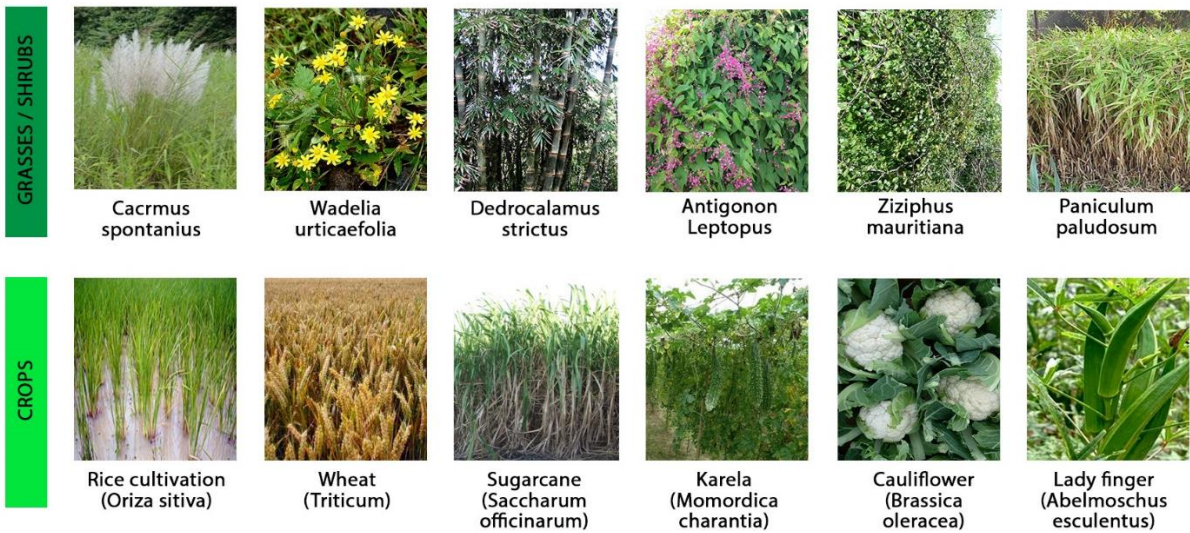 GRASSES / SHRUBS
Cacrmus
spontanius
Wadelia
urticaefolia
Dedrocalamus
strictus
Antigonon
Leptopus
Ziziphus
mauritiana
Paniculum
paludosum
CROPS
Rice cultivation
(Oriza sitiva)
Wheat
(Triticum)
Sugarcane
(Saccharum
officinarum)
Karela
(Momordica
charantia)
Cauliflower
(Brassica
oleracea)
Lady finger
(Abelmoschus
esculentus)